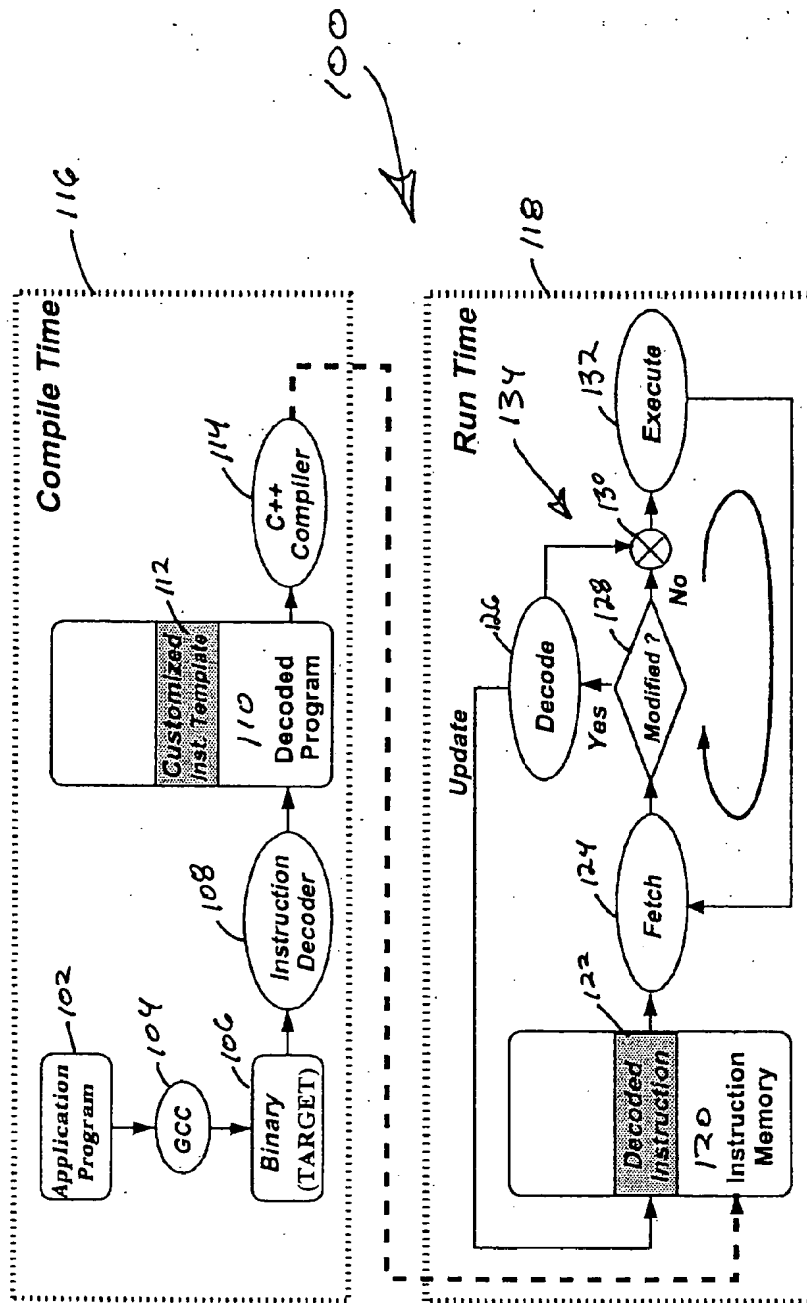 100
116
Compile Time
102
Application
Program
104
GCC
106
Binary
(TARGET)
108
Instruction
Decoder
112
Customized
Inst. Template
110
Decoded
Program
114
C++
Compiler
118
Run Time
134
Update
126
Decode
Yes
128
Modified ?
No
130
132
Execute
124
Fetch
122
Decoded
Instruction
120
Instruction
Memory